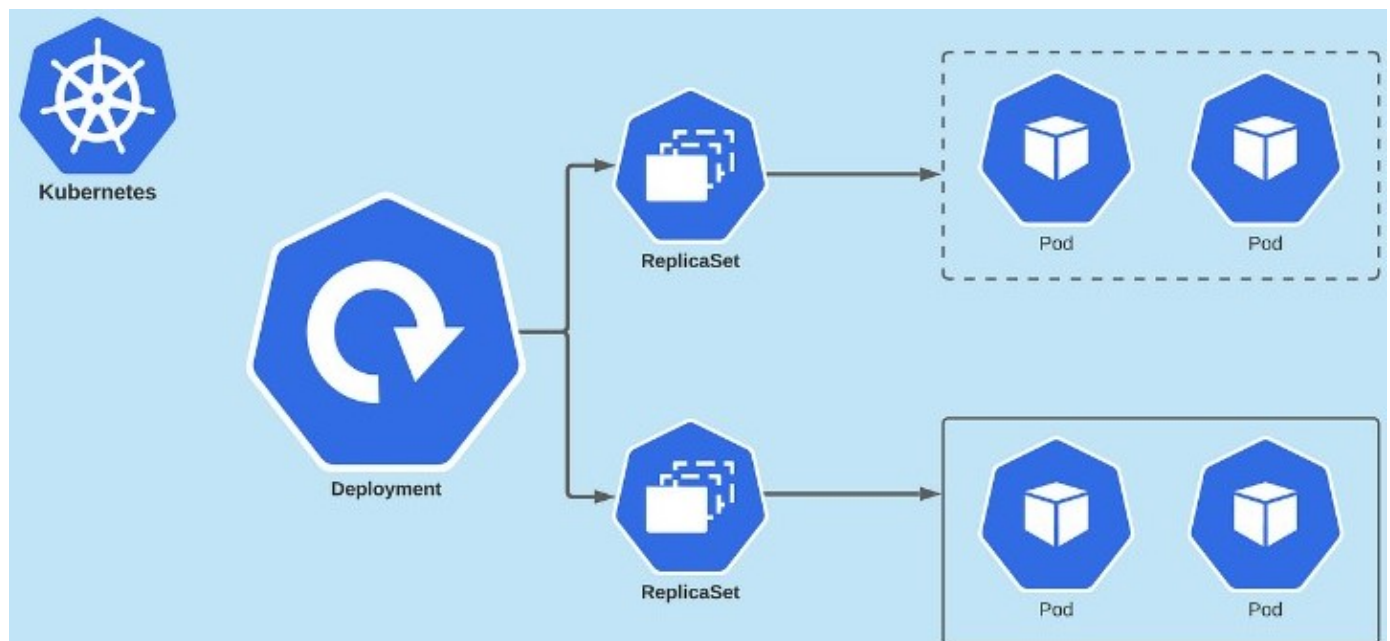 Kubernetes
Deployment
ReplicaSet
Pod
Pod
ReplicaSet
Pod
Pod